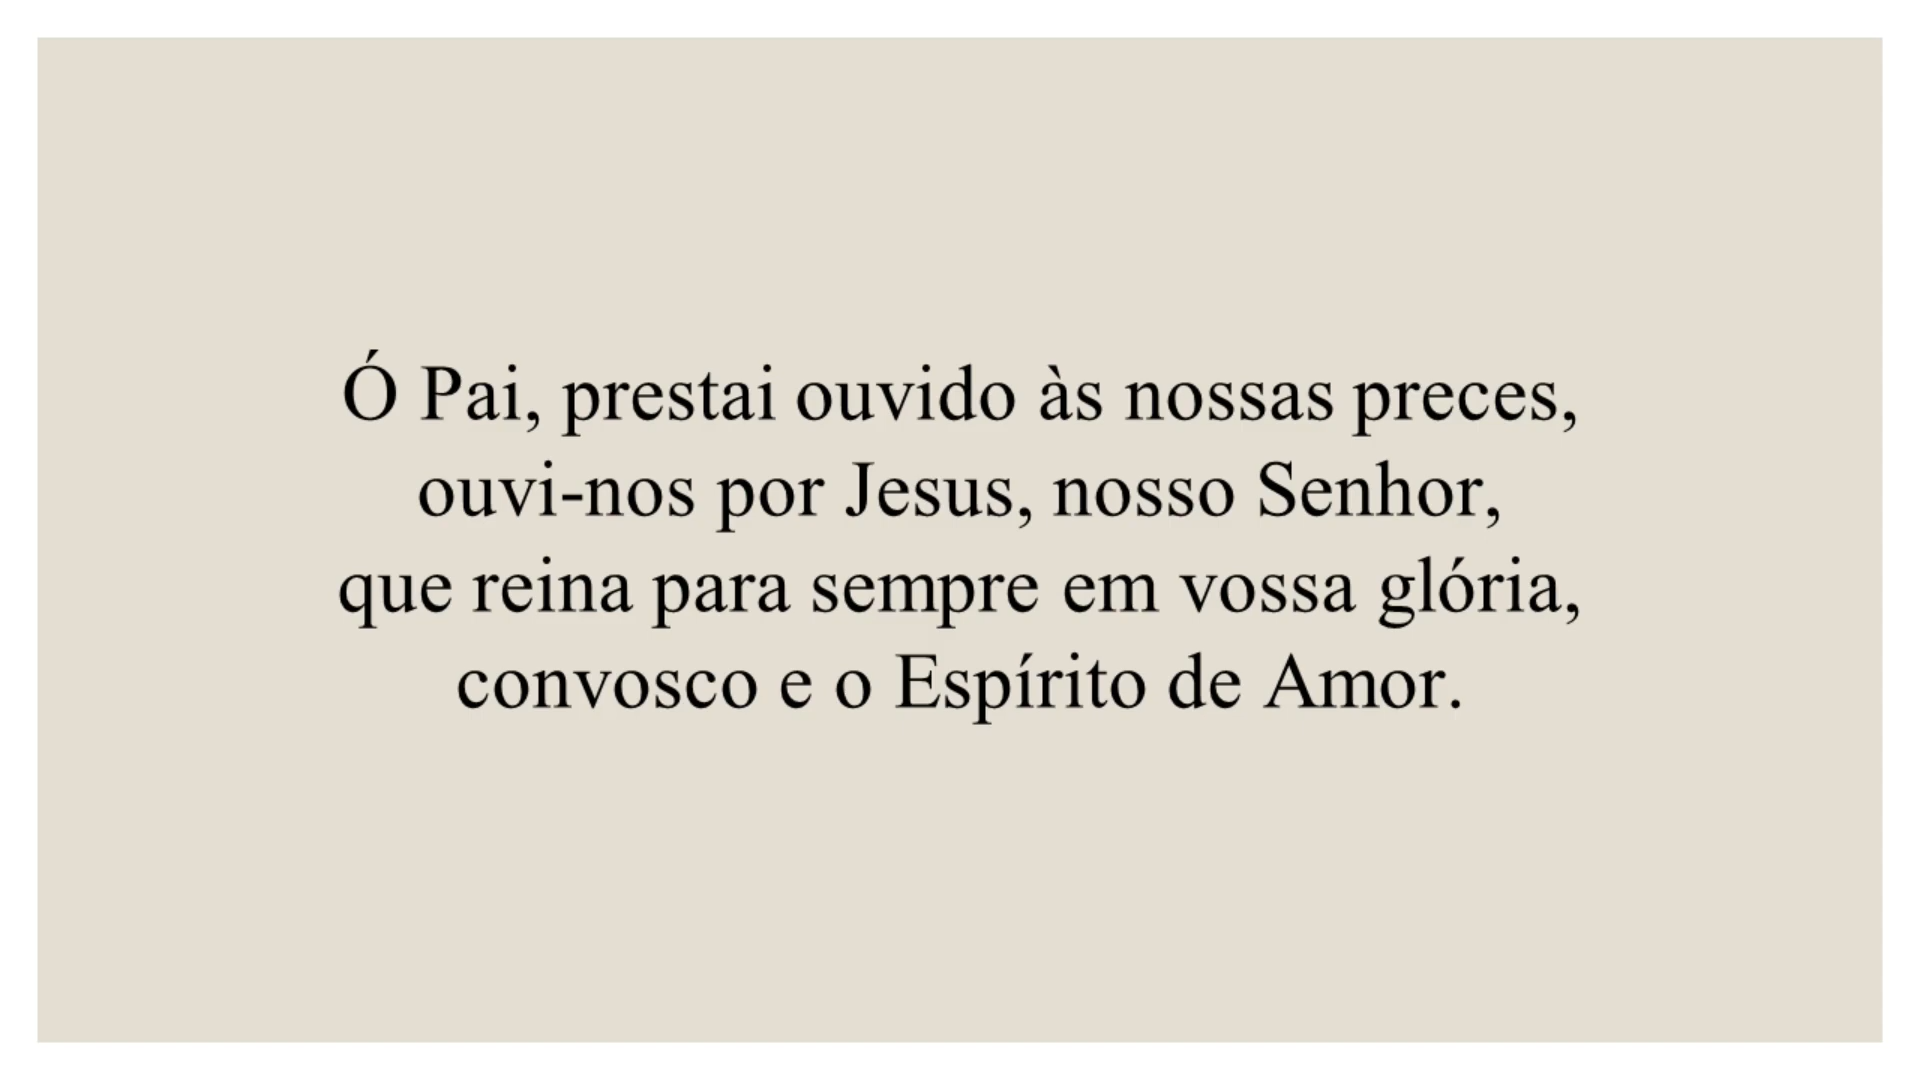 Ó Pai, prestai ouvido às nossas preces,
ouvi-nos por Jesus, nosso Senhor,
que reina para sempre em vossa glória,
convosco e o Espírito de Amor.